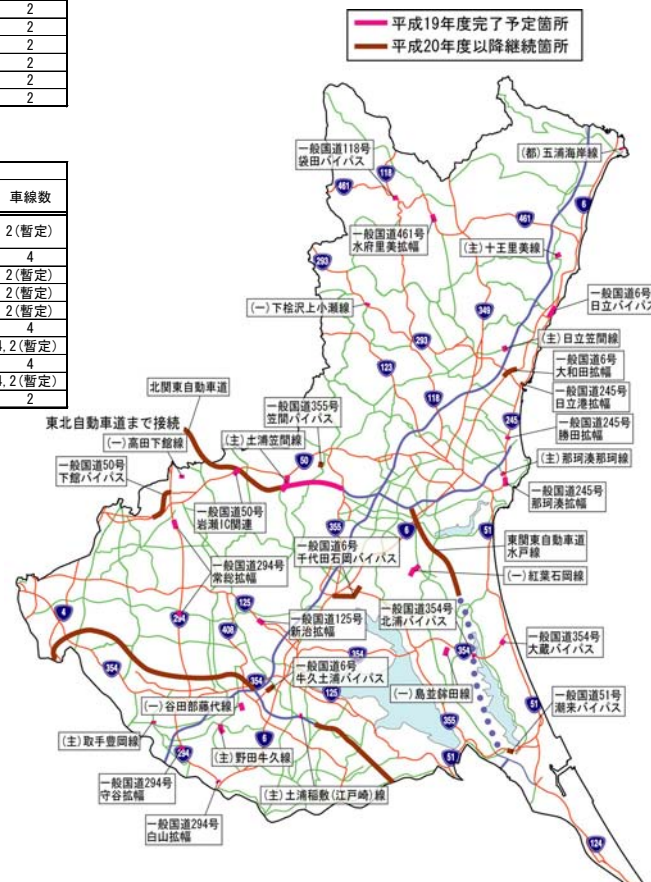 2
2
2
2
2
2
車線数
2(暫定)
4
2(暫定)
2(暫定)
2(暫定)
4
4,2(暫定)
4
4,2(暫定)
2
平成19年度完了予定箇所
平成20年度以降継続箇所
一般国道118号
袋田バイパス
(都)五浦海岸線
118
461
6
461
一般国道461号
水府里美拡幅
(主)十王里美線
293
一般国道6号
日立バイパス
(一)下桧沢上小瀬線
349
293
(主)日立笠間線
123
一般国道6号
大和田拡幅
北関東自動車道
118
一般国道245号
日立港拡幅
一般国道355号
笠間バイパス
245
一般国道245号
勝田拡幅
東北自動車道まで接続
(一)高田下館線
(主)土浦笠間線
50
(主)那珂湊那珂線
一般国道50号
下館バイパス
一般国道245号
那珂湊拡幅
一般国道50号
岩瀬IC関連
355
6
51
一般国道6号
千代田石岡バイパス
東関東自動車道
水戸線
一般国道294号
常総拡幅
(一)紅葉石岡線
4
294
125
408
一般国道125号
新治拡幅
一般国道354号
北浦バイパス
一般国道354号
大蔵バイパス
354
354
354
354
一般国道6号
牛久土浦バイパス
125
(一)島並鉾田線
一般国道51号
潮来バイパス
(一)谷田部藤代線
355
51
(主)取手豊岡線
6
(主)野田牛久線
294
51
一般国道294号
守谷拡幅
(主)土浦稲敷(江戸崎)線
一般国道294号
白山拡幅
124